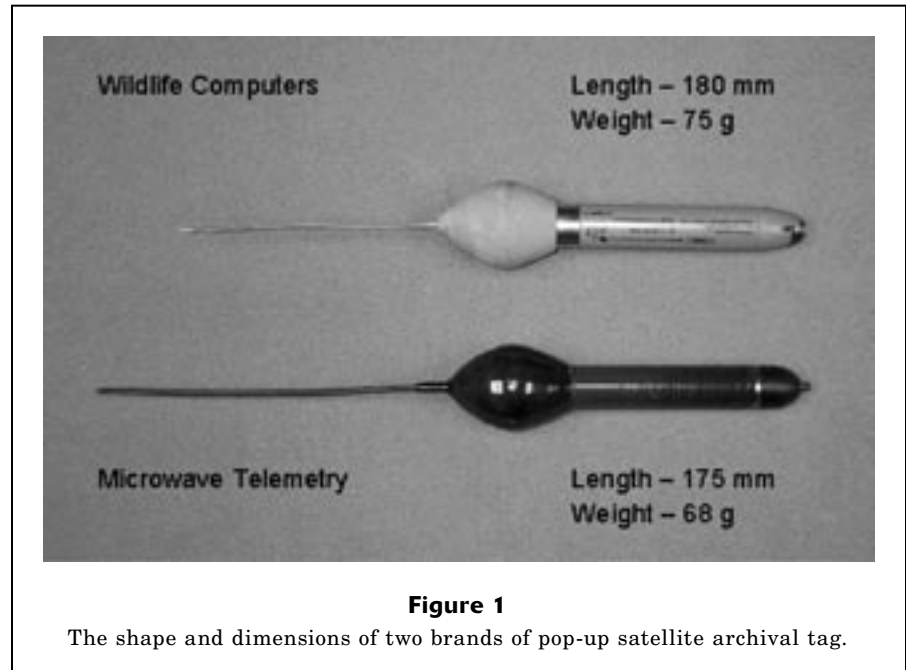 Wildlife Computers
Length – 180 mm
Weight – 75 g
Microwave Telemetry
Length – 175 mm
Weight – 68 g
Figure 1
The shape and dimensions of two brands of pop-up satellite archival tag.